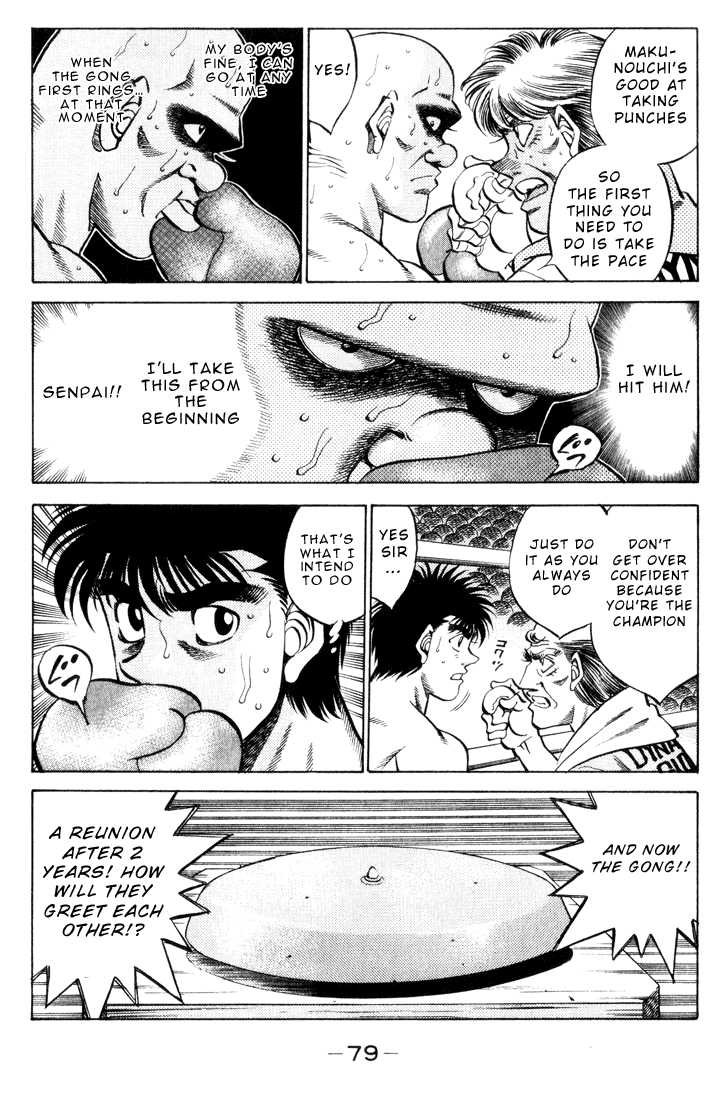 MAKU-
NOUCHI'S
GOOD AT
TAKING
PUNCHES
SO
THE FIRST
THING YOU
NEED TO
DO IS TAKE
THE PACE
YES!
MY BODY'S
FINE, I CAN
GO AT ANY
TIME
WHEN
THE GONG
FIRST RINGS...
AT THAT
MOMENT
I WILL
HIT HIM!
I'LL TAKE
THIS FROM
THE
BEGINNING
SENPAI!!
DON'T
GET OVER
CONFIDENT
BECAUSE
YOU'RE THE
CHAMPION
JUST DO
IT AS YOU
ALWAYS
DO
YES
SIR
...
THAT'S
WHAT I
INTEND
TO DO
AND NOW
THE GONG!!
A REUNION
AFTER 2
YEARS! HOW
WILL THEY
GREET EACH
OTHER!?
—79—